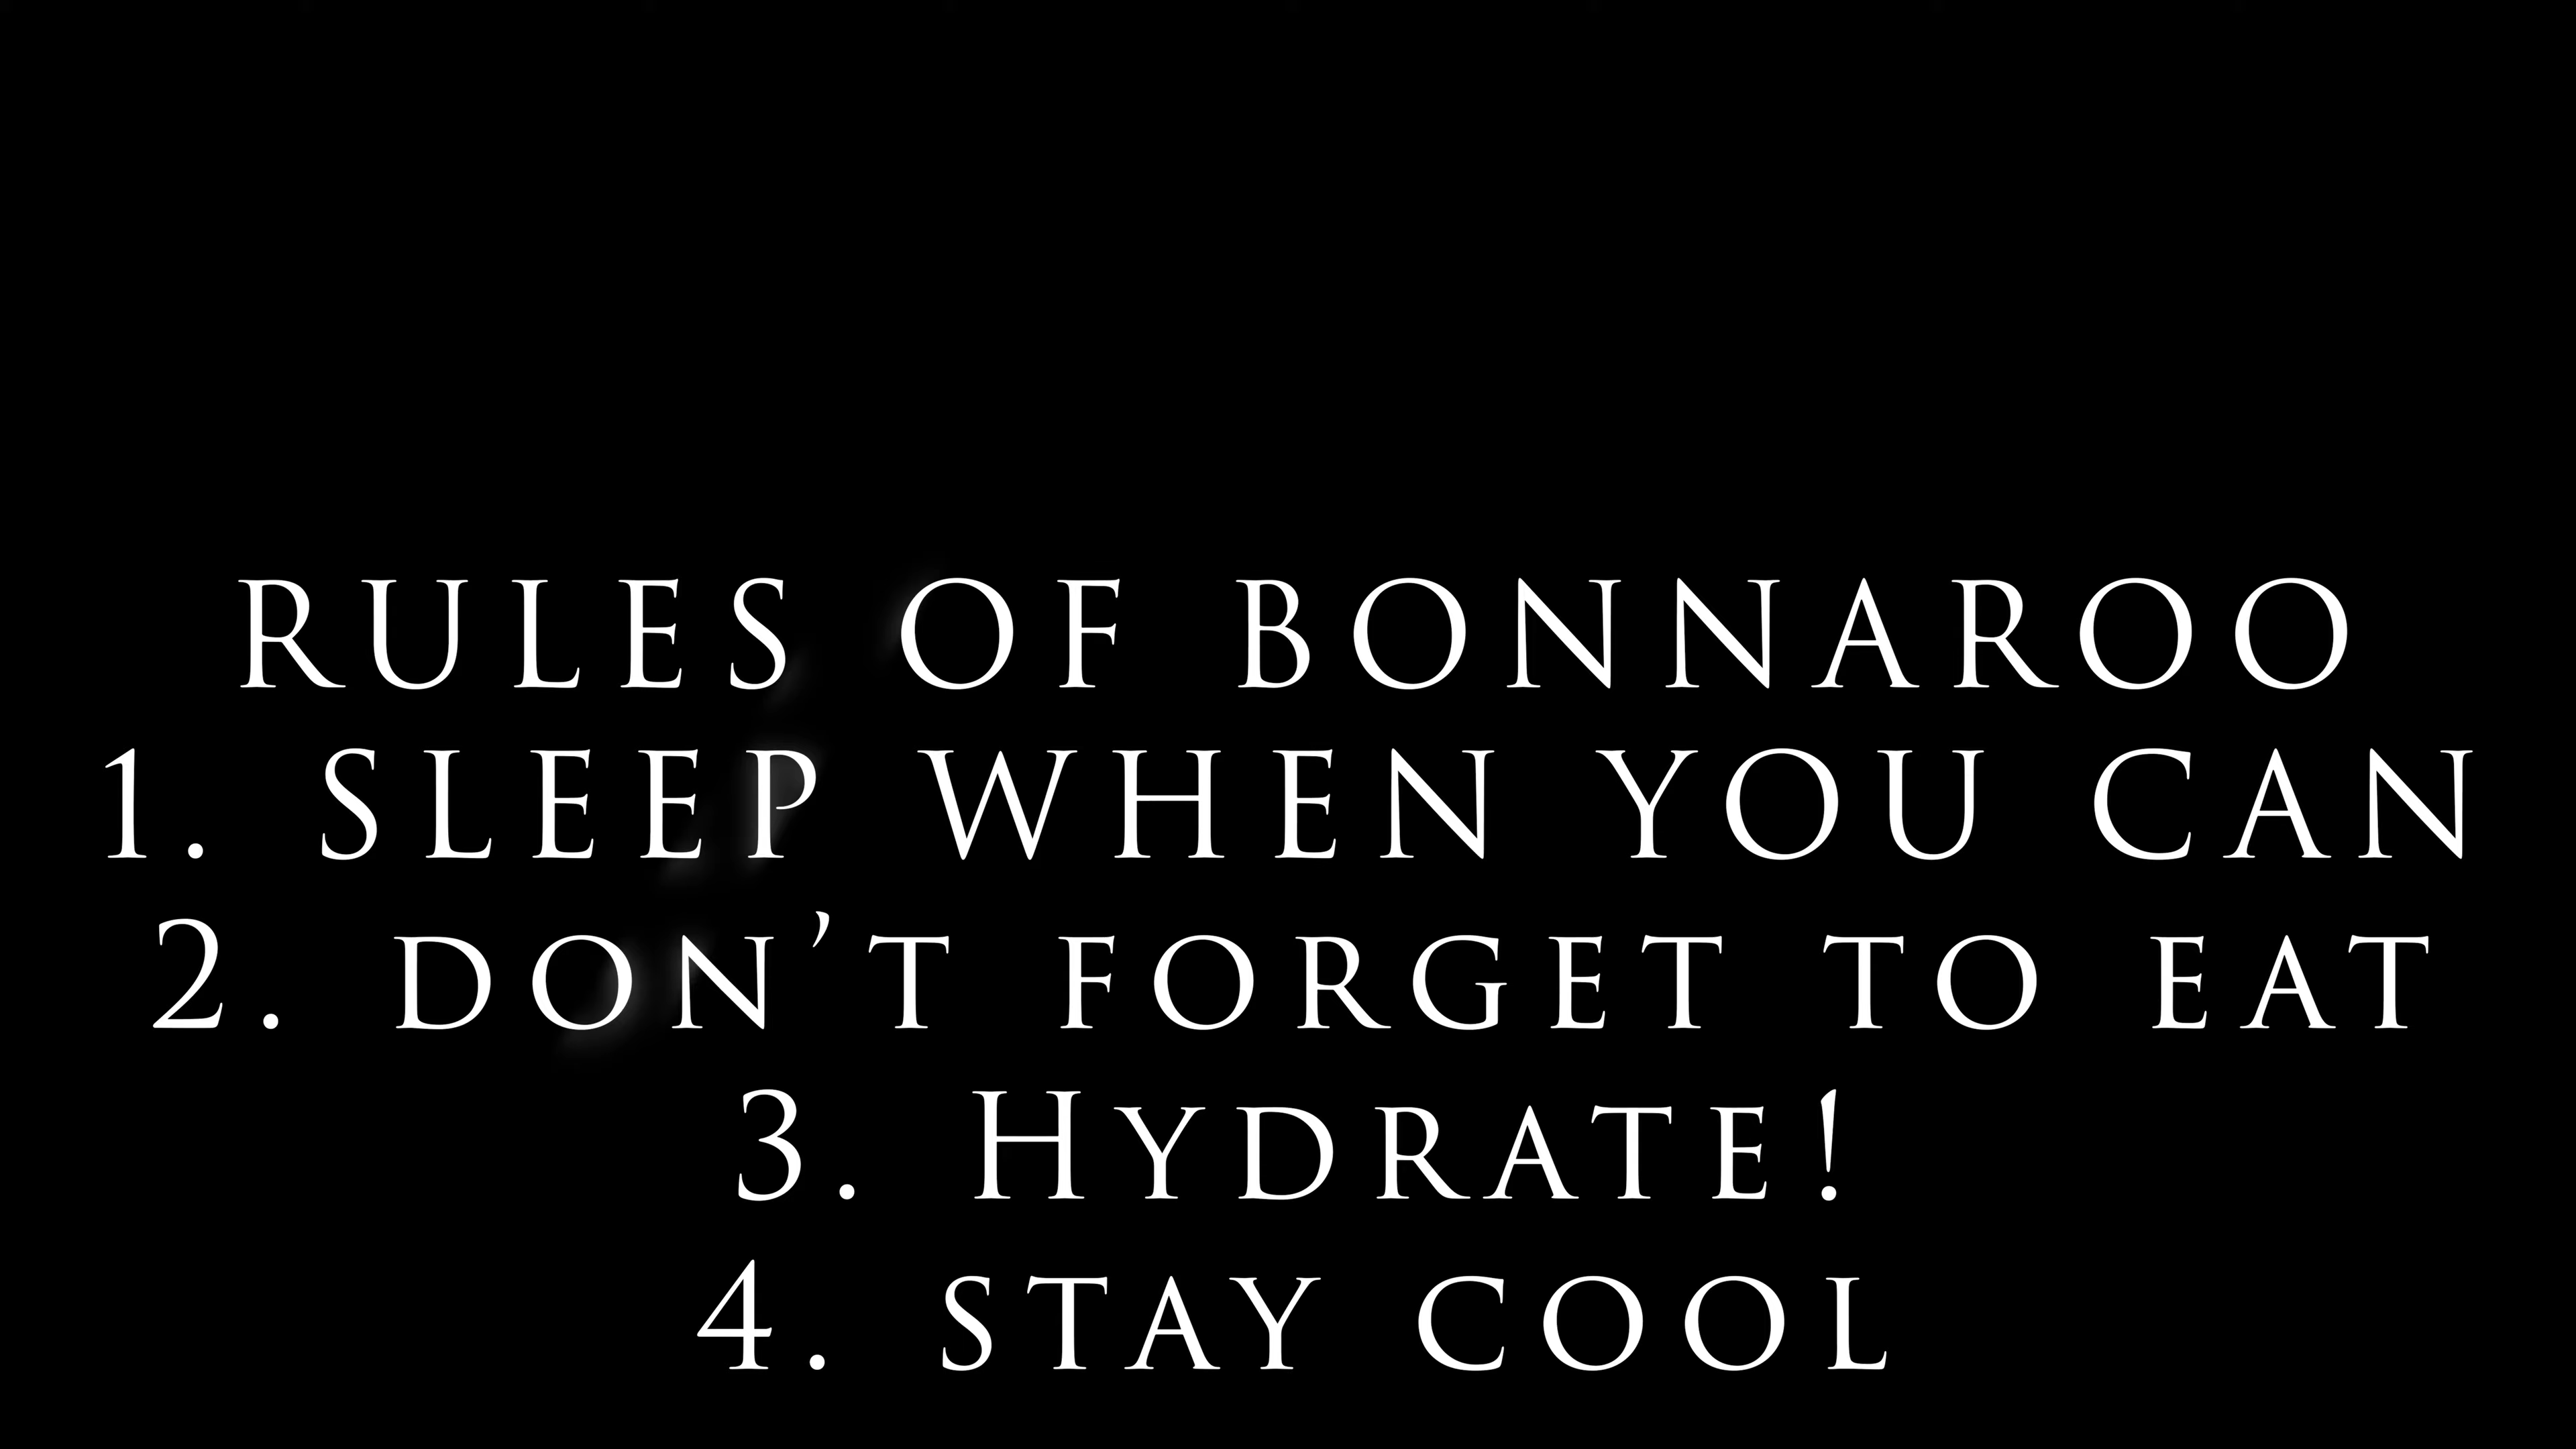 RULES OF BONNAROO
1. SLEEP WHEN YOU CAN
2. DON'T FORGET TO EAT
3. HYDRATE!
4. STAY COOL